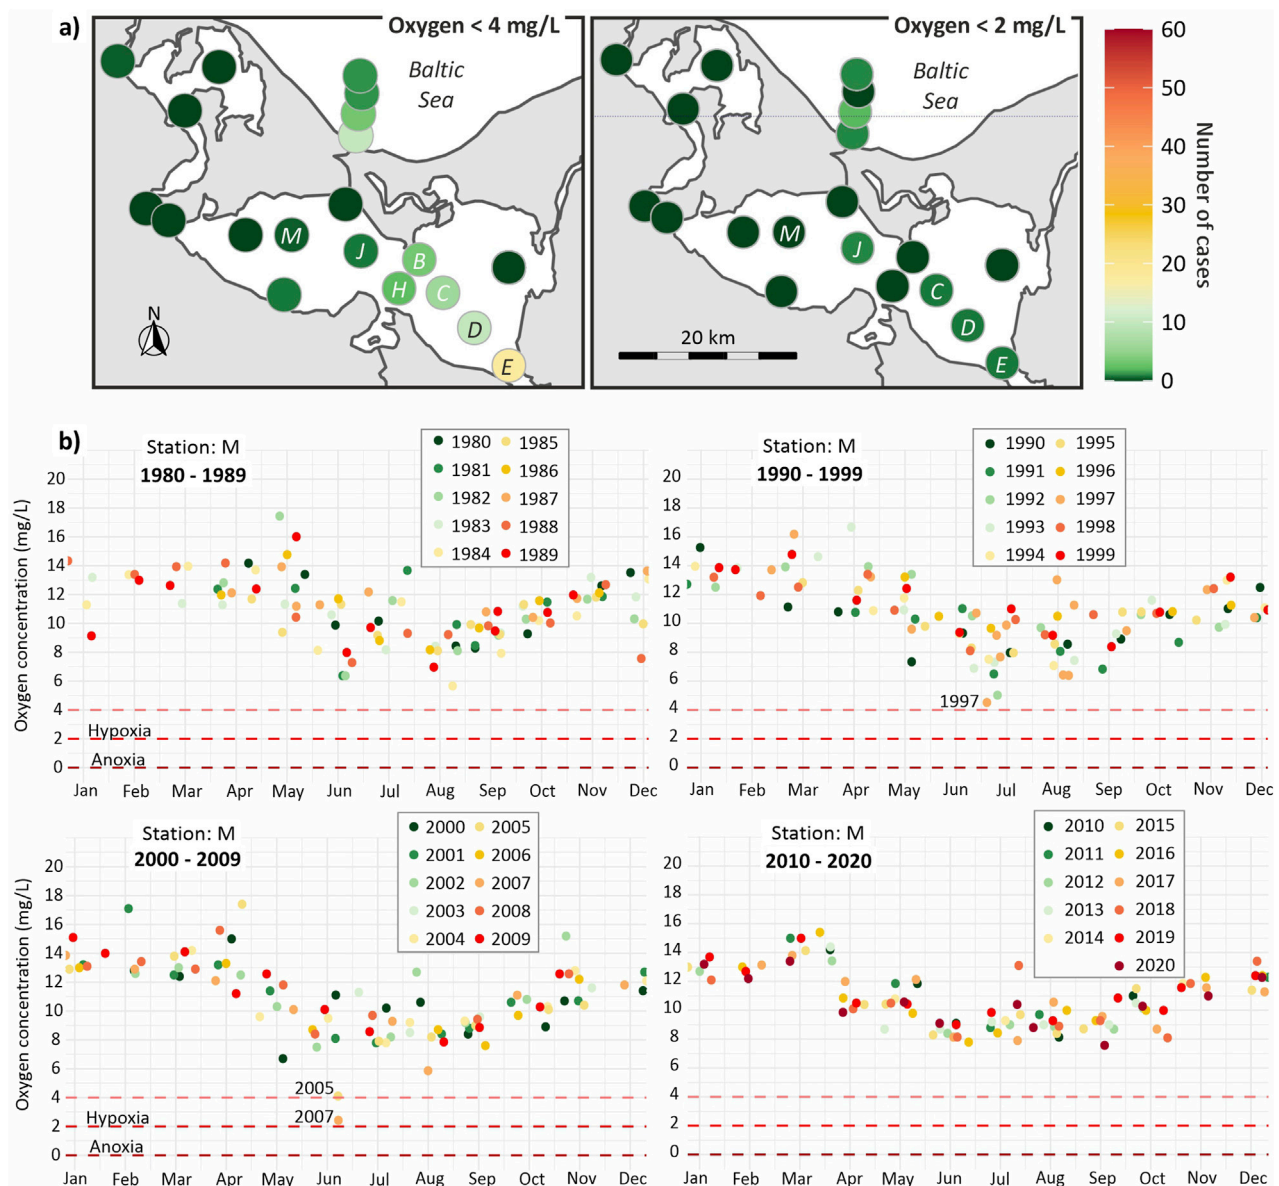 a)
Oxygen < 4 mg/L
Baltic
Sea
M
J
B
H
C
D
E
N
Oxygen < 2 mg/L
Baltic
Sea
M
J
C
D
E
20 km
60
50
40
30
20
10
0
Number of cases
b)
Station: M
1980 - 1989
1980 1985
1981 1986
1982 1987
1983 1988
1984 1989
Oxygen concentration (mg/L)
20
18
16
14
12
10
8
6
4
2
0
Hypoxia
Anoxia
Jan Feb Mar Apr May Jun Jul Aug Sep Oct Nov Dec
Station: M
1990 - 1999
1990 1995
1991 1996
1992 1997
1993 1998
1994 1999
20
18
16
14
12
10
8
6
4
2
0
1997
Jan Feb Mar Apr May Jun Jul Aug Sep Oct Nov Dec
Station: M
2000 - 2009
2000 2005
2001 2006
2002 2007
2003 2008
2004 2009
Oxygen concentration (mg/L)
20
18
16
14
12
10
8
6
4
2
0
2005
2007
Hypoxia
Anoxia
Jan Feb Mar Apr May Jun Jul Aug Sep Oct Nov Dec
Station: M
2010 - 2020
2010 2015
2011 2016
2012 2017
2013 2018
2014 2019
2020
20
18
16
14
12
10
8
6
4
2
0
Jan Feb Mar Apr May Jun Jul Aug Sep Oct Nov Dec